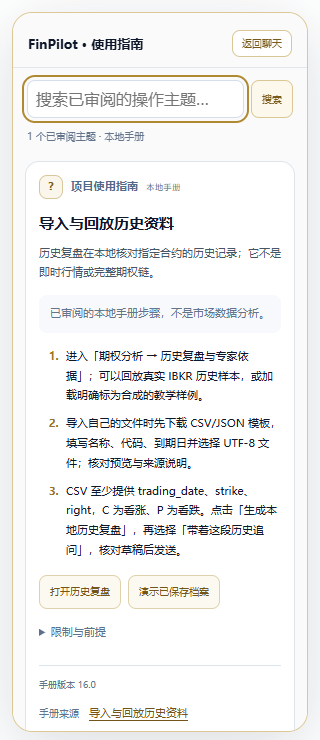 FinPilot • 使用指南
返回聊天
搜索已审阅的操作主题...
搜索
1 个已审阅主题 · 本地手册
?
项目使用指南 本地手册
导入与回放历史资料
历史复盘在本地核对指定合约的历史记录；它不是
即时行情或完整期权链。
已审阅的本地手册步骤，不是市场数据分析。
1. 进入「期权分析 → 历史复盘与专家依
据」；可以回放真实 IBKR 历史样本，或加
载明确标为合成的教学样例。
2. 导入自己的文件时先下载 CSV/JSON 模板，
填写名称、代码、到期日并选择 UTF-8 文
件；核对预览与来源说明。
3. CSV 至少提供 trading_date、strike、
right，C 为看涨、P 为看跌。点击「生成本
地历史复盘」，再选择「带着这段历史追
问」，核对草稿后发送。
打开历史复盘
演示已保存档案
▶ 限制与前提
手册版本 16.0
手册来源 导入与回放历史资料